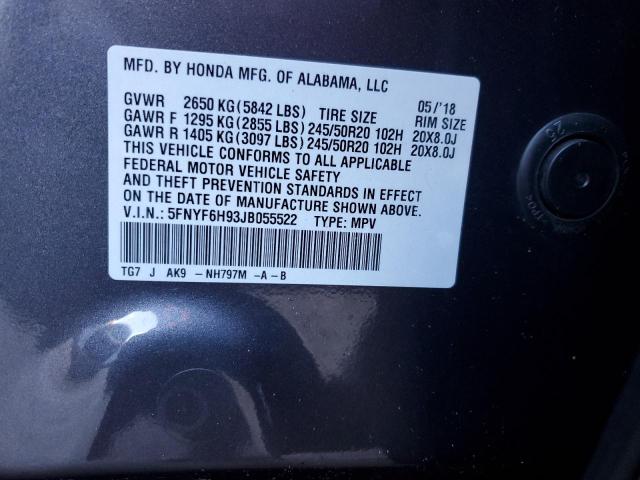 MFD. BY HONDA MFG. OF ALABAMA, LLC
05/'18
GVWR 2650 KG(5842 LBS) TIRE SIZE RIM SIZE
GAWR F 1295 KG(2855 LBS) 245/50R20 102H 20X8.0J
GAWR R 1405 KG(3097 LBS) 245/50R20 102H 20X8.0J
THIS VEHICLE CONFORMS TO ALL APPLICABLE
FEDERAL MOTOR VEHICLE SAFETY
AND THEFT PREVENTION STANDARDS IN EFFECT
ON THE DATE OF MANUFACTURE SHOWN ABOVE.
V.I.N.: 5FNYF6H93JB055522 TYPE: MPV
TG7 J AK9 -NH797M -A-B